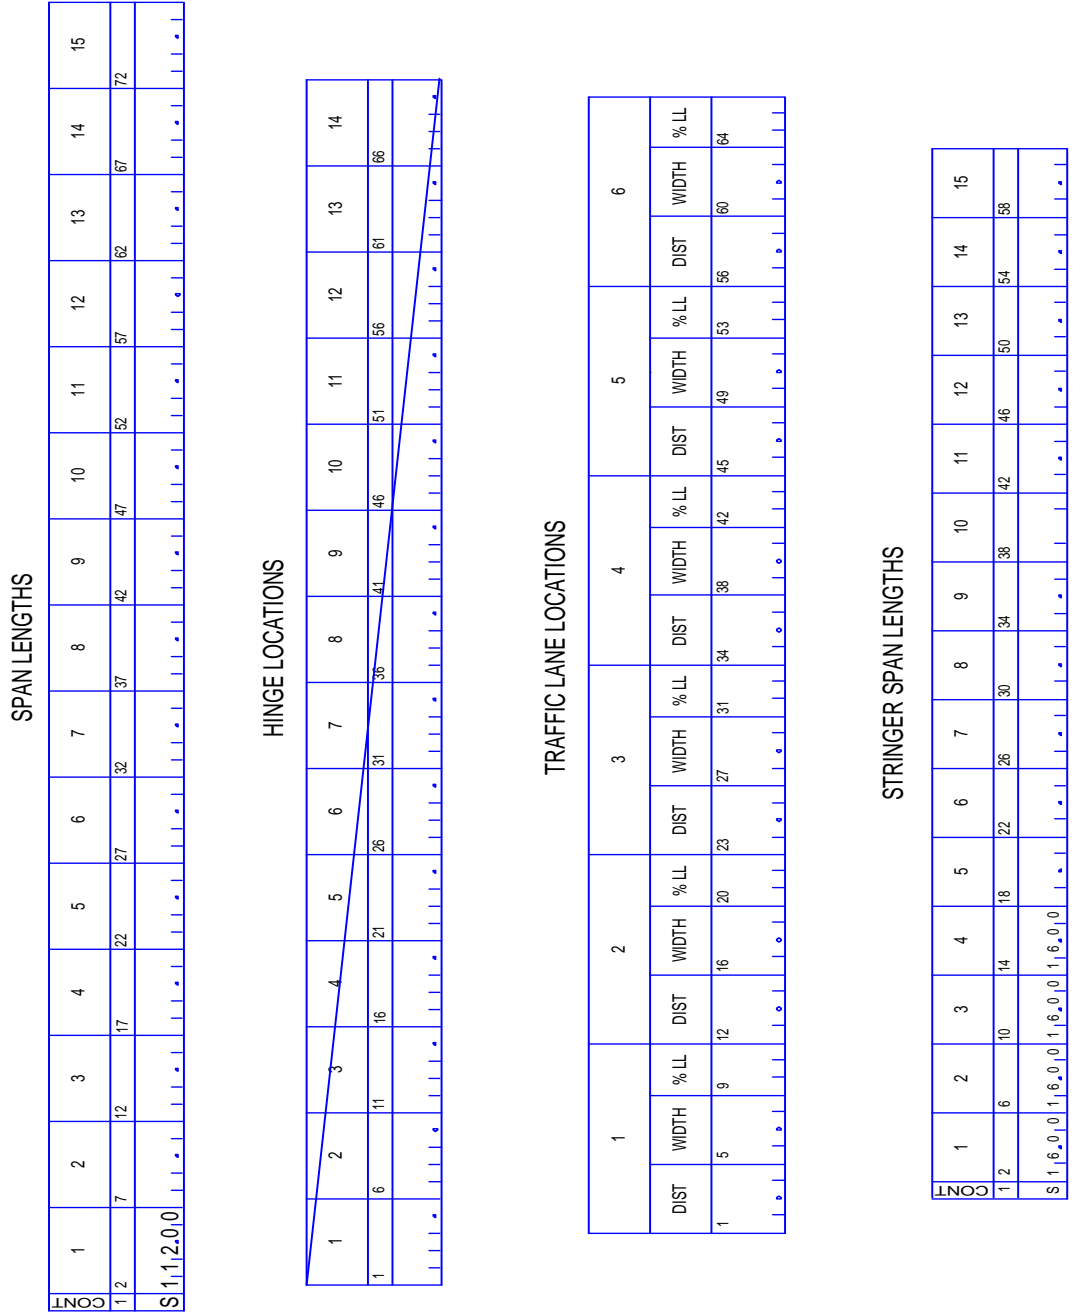 SPAN LENGTHS
CONT 1 2 3 4 5 6 7 8 9 10 11 12 13 14 15
1 2 7 12 17 22 27 32 37 42 47 52 57 62 67 72
S 1 1 2.0 0
HINGE LOCATIONS
1 2 3 4 5 6 7 8 9 10 11 12 13 14
1 6 11 16 21 26 31 36 41 46 51 56 61 66
TRAFFIC LANE LOCATIONS
1 2 3 4 5 6
DIST WIDTH % LL DIST WIDTH % LL DIST WIDTH % LL DIST WIDTH % LL DIST WIDTH % LL DIST WIDTH % LL
1 5 9 12 16 20 23 27 31 34 38 42 45 49 53 56 60 64
STRINGER SPAN LENGTHS
CONT 1 2 3 4 5 6 7 8 9 10 11 12 13 14 15
1 2 6 10 14 18 22 26 30 34 38 42 46 50 54 58
S 1 6.0 0 1 6.0 0 1 6.0 0 1 6.0 0